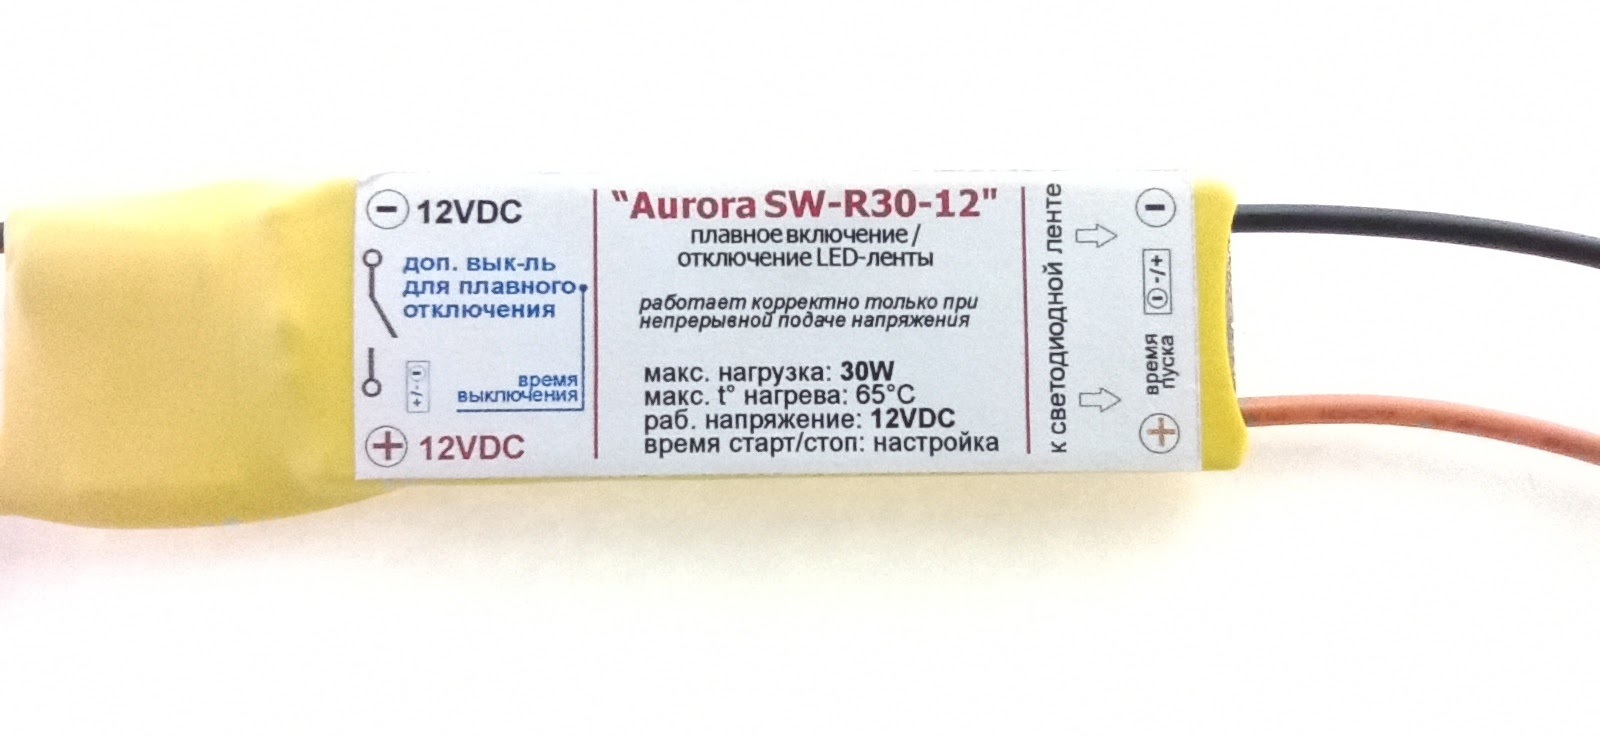 12VDC
доп. вык-ль
для плавного
отключения
+/-
время
выключения
12VDC
"Aurora SW-R30-12"
плавное включение /
отключение LED-ленты
работает корректно только при
непрерывной подаче напряжения
макс. нагрузка: 30W
макс. t° нагрева: 65°C
раб. напряжение: 12VDC
время старт/стоп: настройка
к светодиодной ленте
-/+
время
пуска